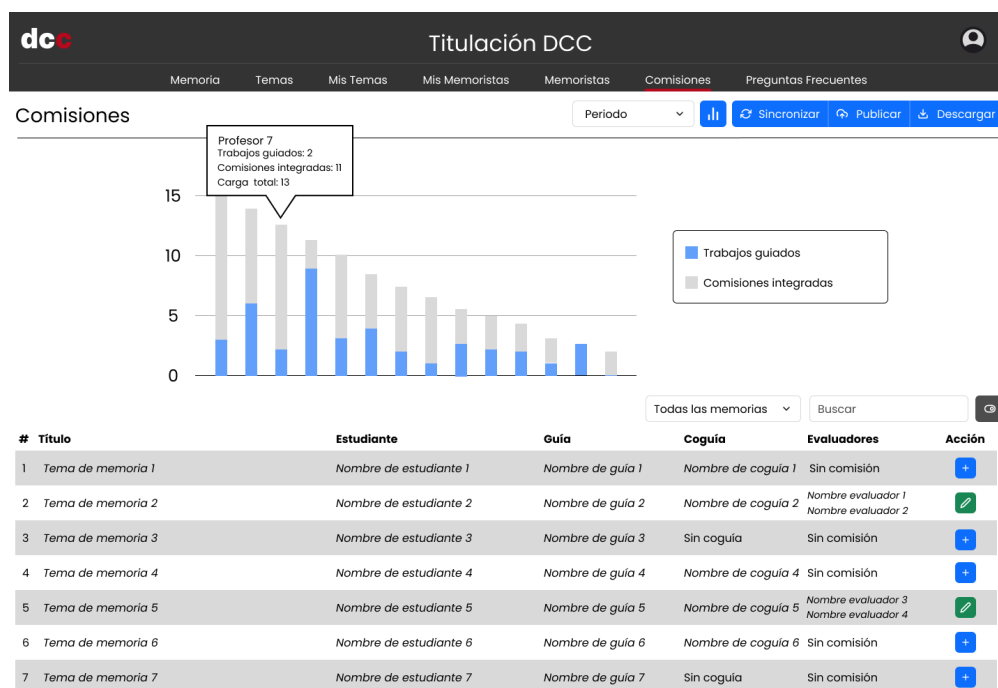 dcc
Titulación DCC
Memoria Temas Mis Temas Mis Memoristas Memoristas Comisiones Preguntas Frecuentes
Comisiones
Periodo
Sincronizar Publicar Descargar
Profesor 7
Trabajos guiados: 2
Comisiones integradas: 11
Carga total: 13
15
10
5
0
Trabajos guiados
Comisiones integradas
Todas las memorias
Buscar
# Título Estudiante Guía Coguía Evaluadores Acción
1 Tema de memoria 1 Nombre de estudiante 1 Nombre de guía 1 Nombre de coguía 1 Sin comisión +
2 Tema de memoria 2 Nombre de estudiante 2 Nombre de guía 2 Nombre de coguía 2 Nombre evaluador 1
Nombre evaluador 2
3 Tema de memoria 3 Nombre de estudiante 3 Nombre de guía 3 Sin coguía Sin comisión +
4 Tema de memoria 4 Nombre de estudiante 4 Nombre de guía 4 Nombre de coguía 4 Sin comisión +
5 Tema de memoria 5 Nombre de estudiante 5 Nombre de guía 5 Nombre de coguía 5 Nombre evaluador 3
Nombre evaluador 4
6 Tema de memoria 6 Nombre de estudiante 6 Nombre de guía 6 Nombre de coguía 6 Sin comisión +
7 Tema de memoria 7 Nombre de estudiante 7 Nombre de guía 7 Sin coguía Sin comisión +